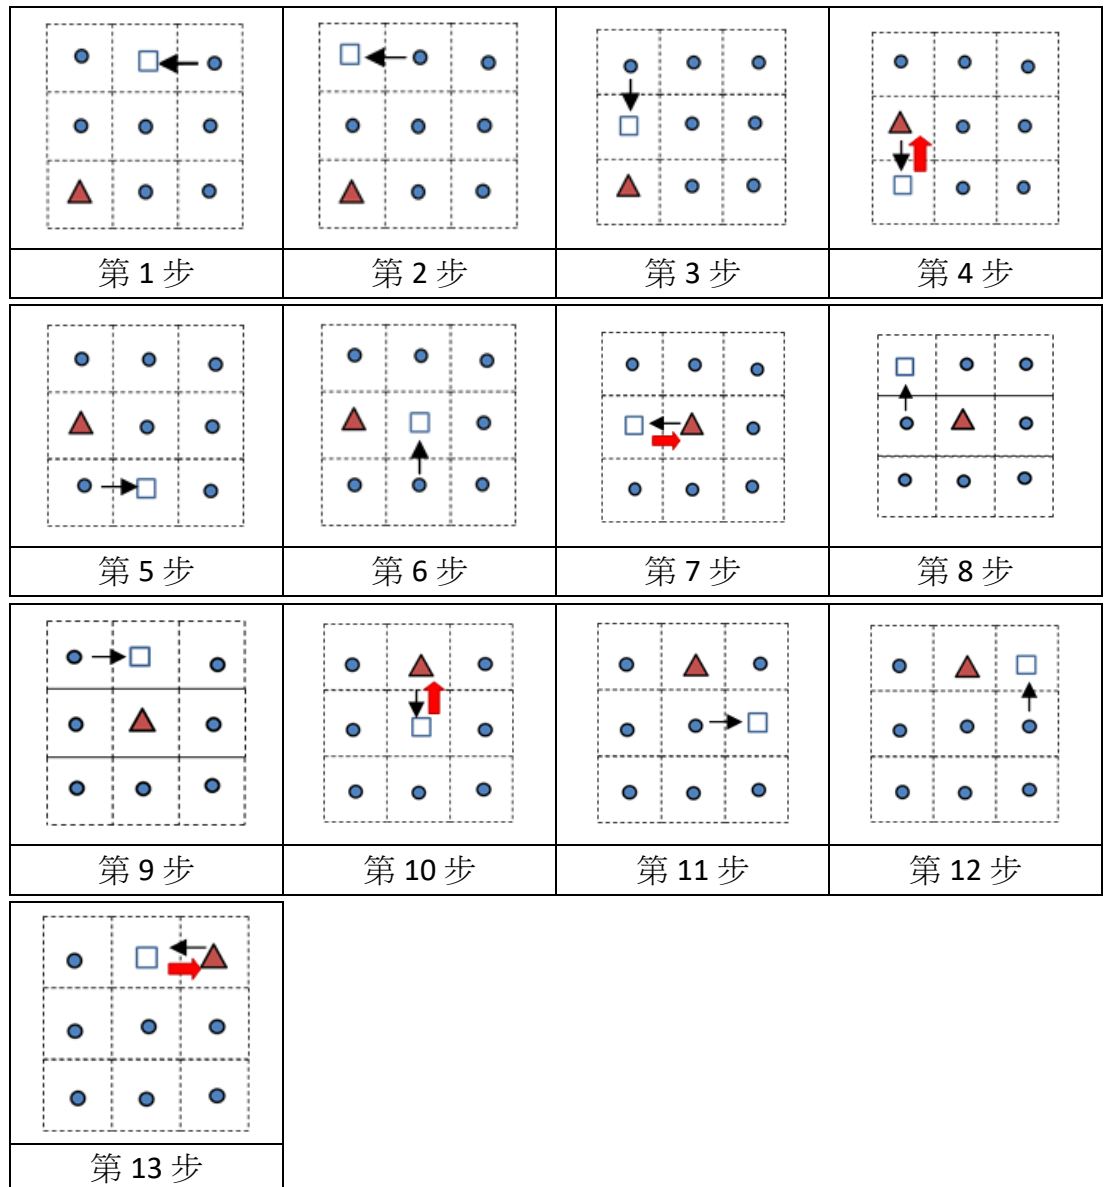 第 1 步
第 2 步
第 3 步
第 4 步
第 5 步
第 6 步
第 7 步
第 8 步
第 9 步
第 10 步
第 11 步
第 12 步
第 13 步